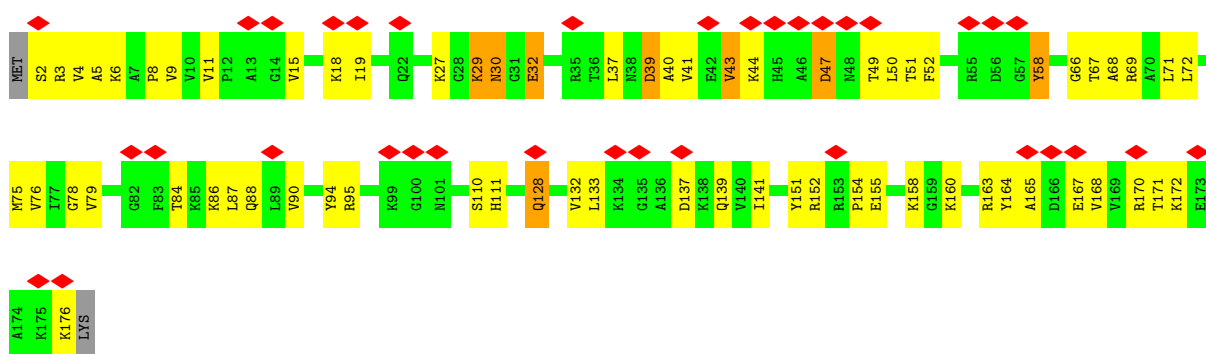 MET S2 R3 V4 A5 K6 A7 P8 V9 V10 V11 P12 A13 G14 V15 K18 I19 Q22 K27 G28 K29 N30 G31 E32 R35 T36 L37 N38 D39 A40 V41 E42 V43 K44 H45 A46 D47 N48 T49 L50 T51 F52 R55 D56 G57 Y58 G66 T67 A68 R69 A70 L71 L72
M75 V76 I77 G78 V79 G82 F83 T84 K85 K86 L87 Q88 L89 V90 Y94 R95 K99 G100 N101 S110 H111 Q128 V132 L133 K134 G135 A136 D137 K138 Q139 V140 I141 Y151 R152 R153 P154 E155 K158 G159 K160 R163 Y164 A165 D166 E167 V168 V169 R170 T171 K172 E173
A174 K175 K176 LYS